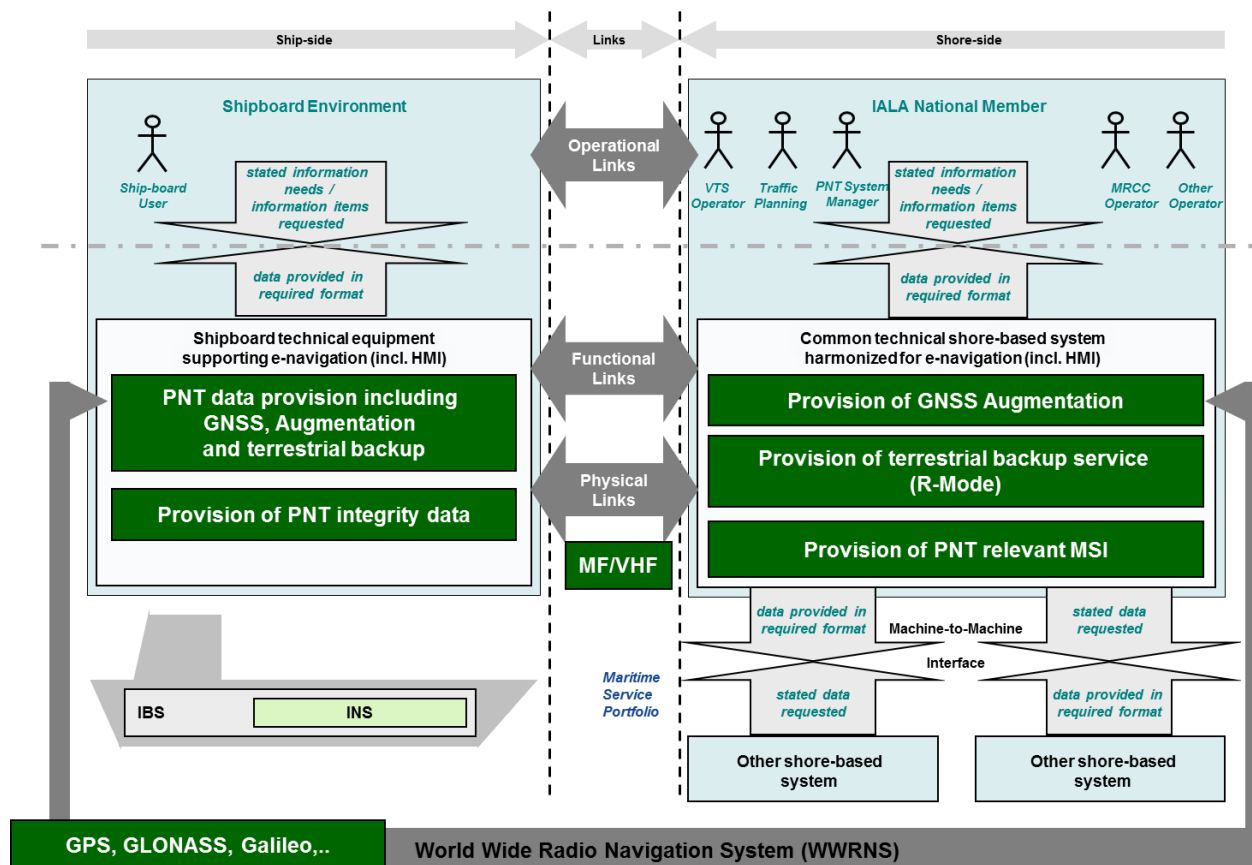 Ship-side
Links
Shore-side
Shipboard Environment
IALA National Member
Ship-board
User
stated information
needs /
information items
requested
data provided in
required format
Operational
Links
VTS
Operator
Traffic
Planning
PNT System
Manager
stated information
needs /
information items
requested
MRCC
Operator
Other
Operator
data provided in
required format
Shipboard technical equipment
supporting e-navigation (incl. HMI)
PNT data provision including
GNSS, Augmentation
and terrestrial backup
Provision of PNT integrity data
Functional
Links
Physical
Links
MF/VHF
Common technical shore-based system
harmonized for e-navigation (incl. HMI)
Provision of GNSS Augmentation
Provision of terrestrial backup service
(R-Mode)
Provision of PNT relevant MSI
data provided in
required format
Machine-to-Machine
Interface
stated data
requested
stated data
requested
data provided in
required format
Maritime
Service
Portfolio
IBS
INS
Other shore-based
system
Other shore-based
system
GPS, GLONASS, Galileo,..
World Wide Radio Navigation System (WWRNS)